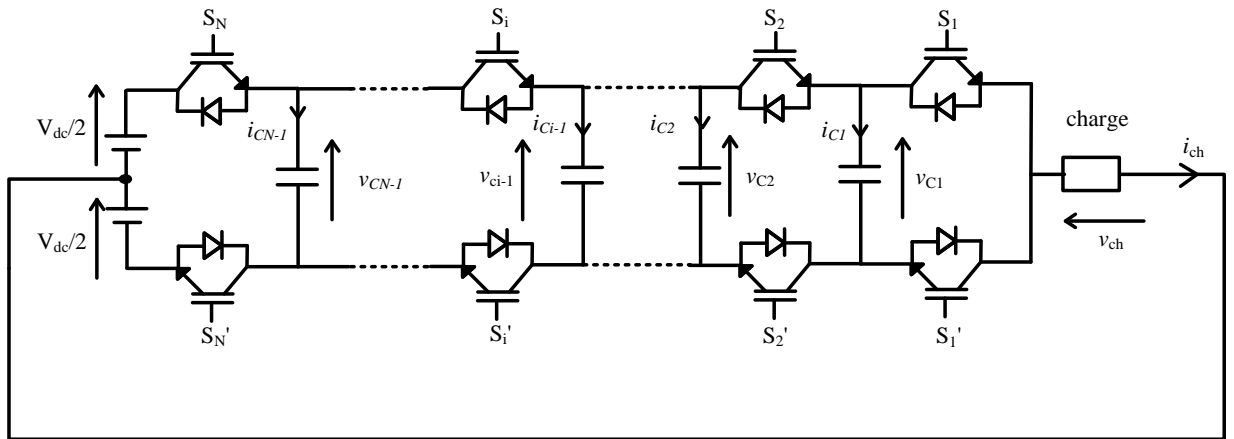 S_N
S_i
S_2
S_1
V_dc/2
i_CN-1
i_Ci-1
i_C2
i_C1
charge
i_ch
v_CN-1
v_ci-1
v_C2
v_C1
V_dc/2
v_ch
S_N'
S_i'
S_2'
S_1'